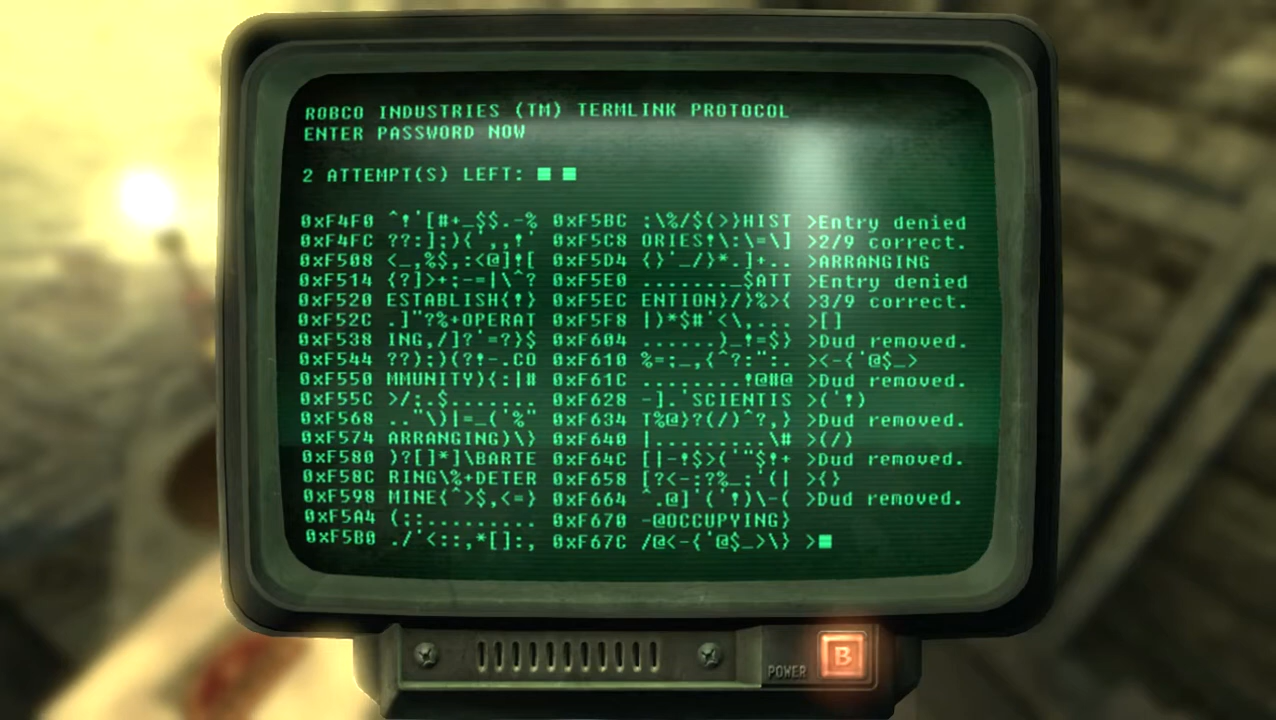 ROBCO INDUSTRIES (TM) TERMLINK PROTOCOL
ENTER PASSWORD NOW
2 ATTEMPT(S) LEFT: ■ ■
0xF4F0 ^!'[#+_$$.-% 0xF5BC ;\%/$(>}HIST >Entry denied
0xF4FC ??:];){',,!' 0xF5C8 ORIES!\:\=\] >2/9 correct.
0xF508 <_,%$,:<@]![ 0xF5D4 {}'_/}*.]+.. >ARRANGING
0xF514 {?]>+;-=|\^? 0xF5E0 ........_$ATT >Entry denied
0xF520 ESTABLISH{!} 0xF5EC ENTION}/}%>{ >3/9 correct.
0xF52C .]"?%+OPERAT 0xF5F8 |)*$#'<\,... >[]
0xF538 ING,/]?'=?}$ 0xF604 ......)_!=$} >Dud removed.
0xF544 ??);)(?!-.CO 0xF610 %=;_,{^?:":. ><-{'@$_>
0xF550 MMUNITY){:|# 0xF61C ........!@#@ >Dud removed.
0xF55C >/;.$....... 0xF628 -].'SCIENTIS >('!)
0xF568 .."\)|=_('%" 0xF634 T%@}?(/)^?,} >Dud removed.
0xF574 ARRANGING)\} 0xF640 |.........\# >(/)
0xF580 )?[]*]\BARTE 0xF64C [|-!$>('"$!+ >Dud removed.
0xF58C RING\%+DETER 0xF658 [?<-:?%_;'(| >{}
0xF598 MINE{^>$,<=} 0xF664 ^.@]'('!)\-( >Dud removed.
0xF5A4 (;:......... 0xF670 -@OCCUPYING}
0xF5B0 ./'<::,*[]:, 0xF67C /@<-{'@$_>\} >■
POWER
B